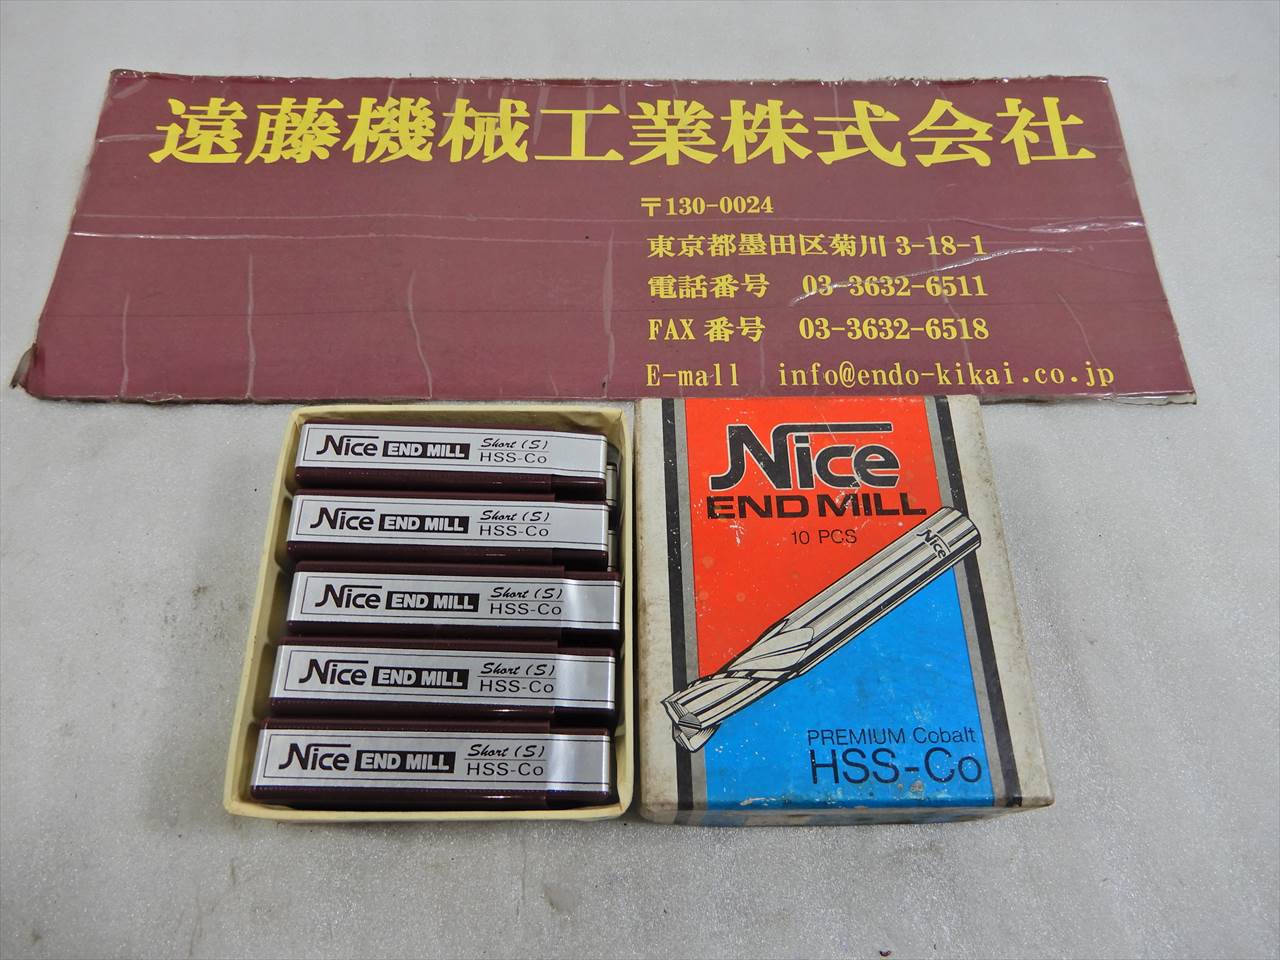 遠藤機械工業株式会社
〒130-0024
東京都墨田区菊川 3-18-1
電話番号 03-3632-6511
FAX 番号 03-3632-6518
E-mall info@endo-kikai.co.jp
Nice END MILL Short (S) HSS-Co
Nice END MILL Short (S) HSS-Co
Nice END MILL Short (S) HSS-Co
Nice END MILL Short (S) HSS-Co
Nice END MILL Short (S) HSS-Co
Nice
END MILL
10 PCS
Nice
PREMIUM Cobalt
HSS-Co